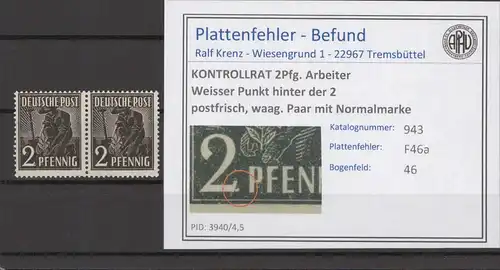 Plattenfehler - Befund
Ralf Krenz - Wiesengrund 1 - 22967 Tremsbüttel
KONTROLLRAT 2Pfg. Arbeiter
Weisser Punkt hinter der 2
postfrisch, waag. Paar mit Normalmarke
Katalognummer: 943
Plattenfehler: F46a
Bogenfeld: 46
2 PFENN
PID: 3940/4,5
DEUTSCHE POST
2 PFENNIG
DEUTSCHE POST
2 PFENNIG